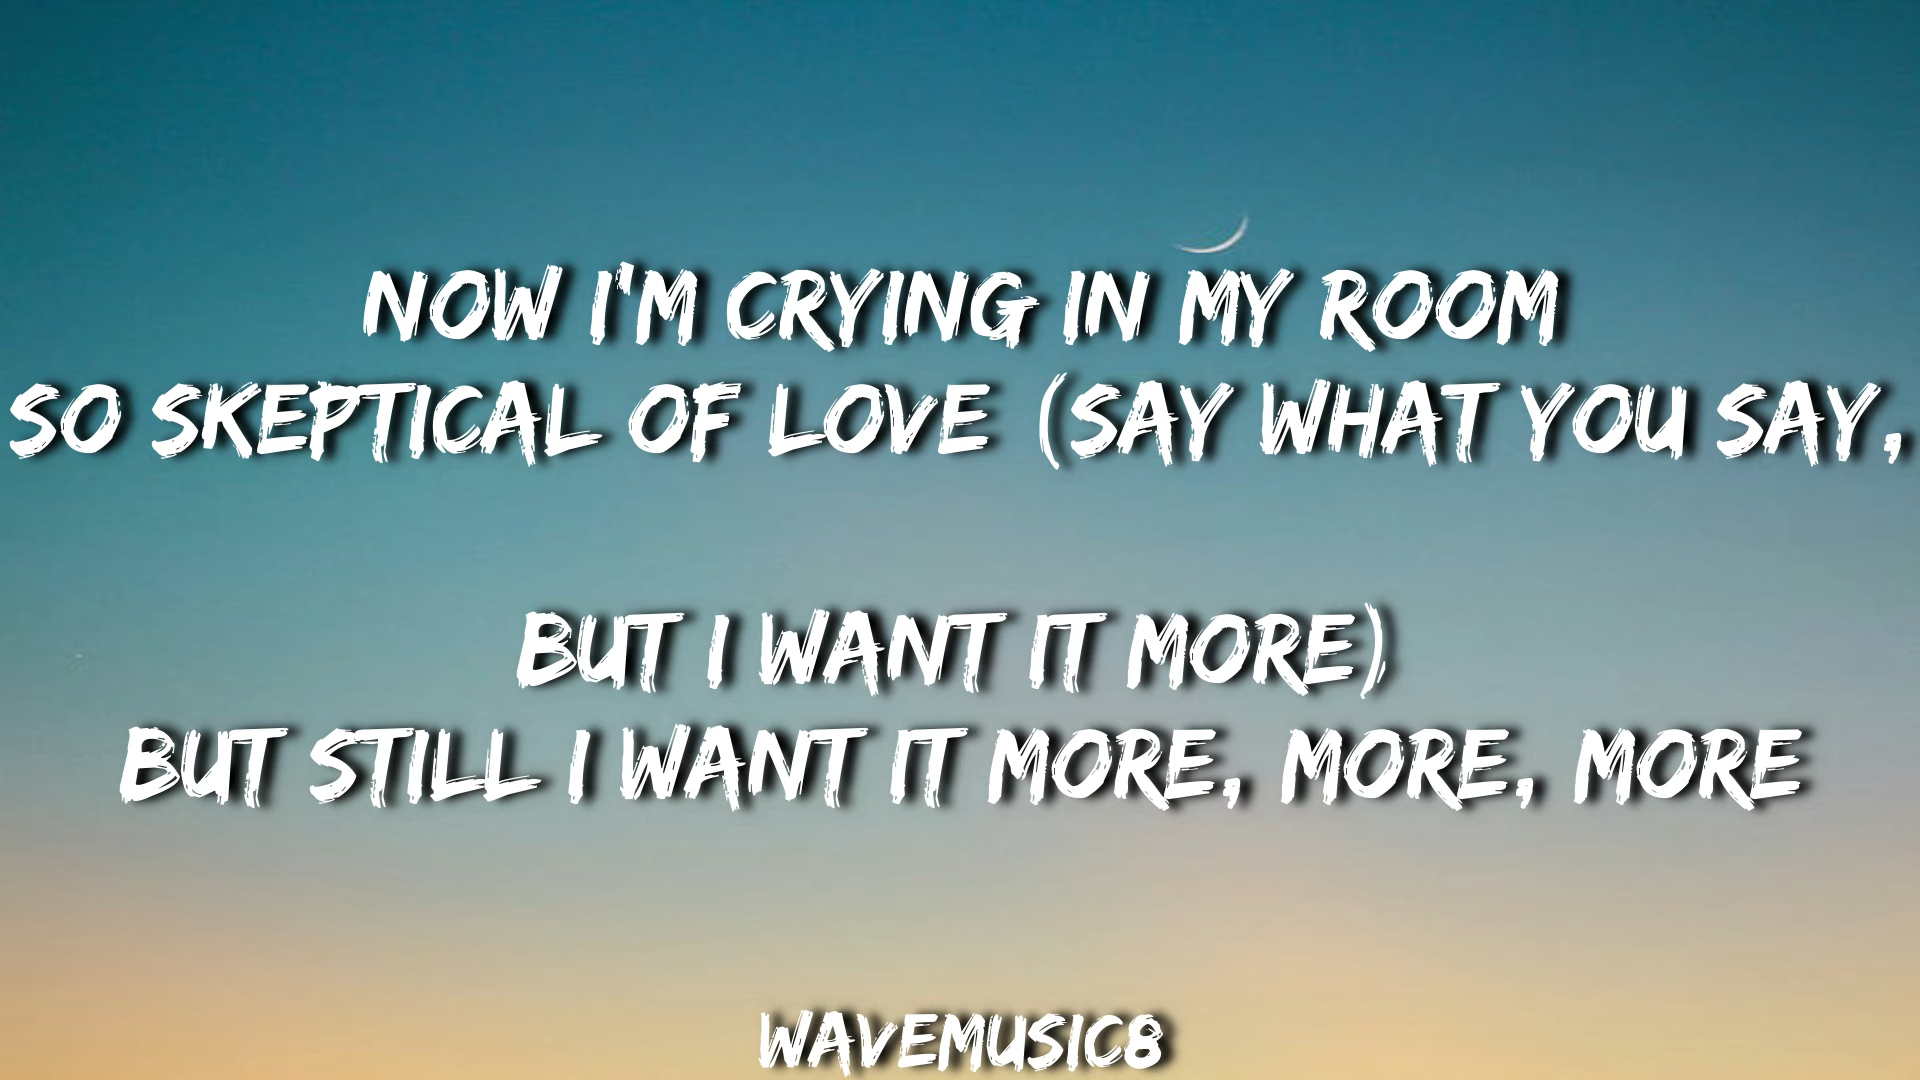 NOW I'M CRYING IN MY ROOM
SO SKEPTICAL OF LOVE (SAY WHAT YOU SAY,
BUT I WANT IT MORE)
BUT STILL I WANT IT MORE, MORE, MORE
WAVEMUSIC8